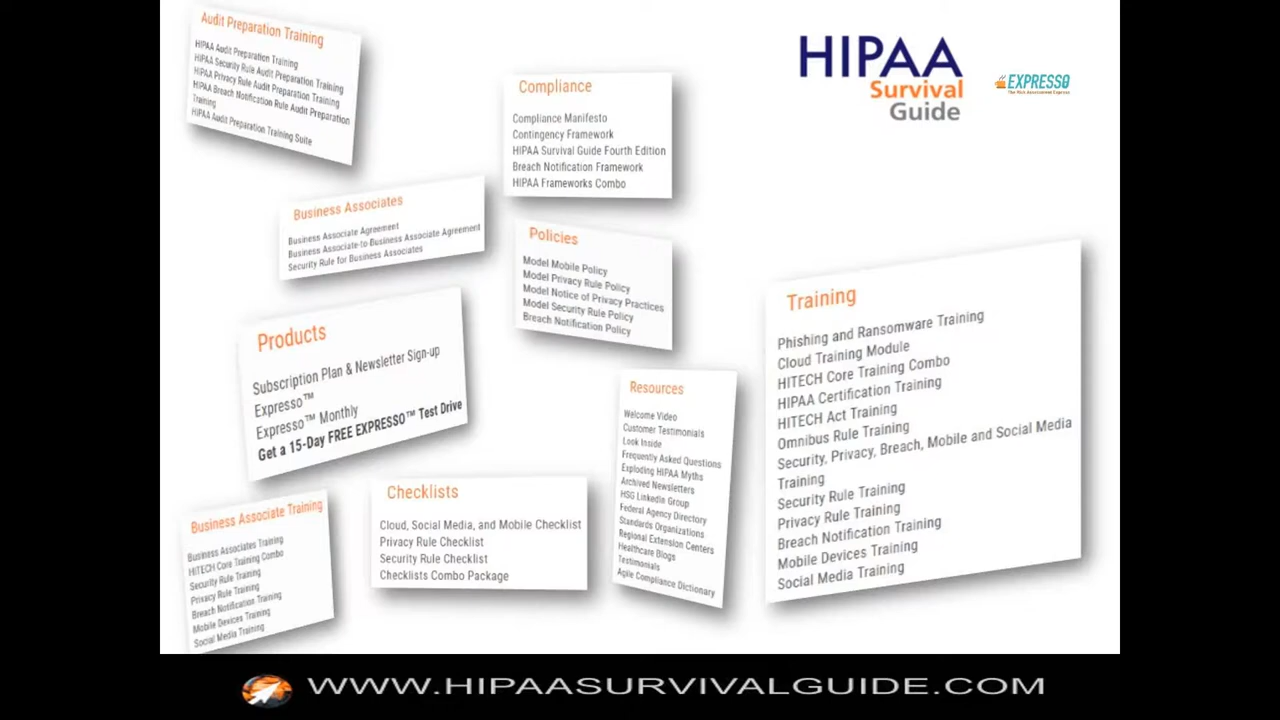 Audit Preparation Training
HIPAA Audit Preparation Training
HIPAA Security Rule Audit Preparation Training
HIPAA Privacy Rule Audit Preparation Training
HIPAA Breach Notification Rule Audit Preparation
Training
HIPAA Audit Preparation Training Suite
Compliance
Compliance Manifesto
Contingency Framework
HIPAA Survival Guide Fourth Edition
Breach Notification Framework
HIPAA Frameworks Combo
HIPAA
Survival
Guide
EXPRESSO
The Risk Assessment Express
Business Associates
Business Associate Agreement
Business Associate-to-Business Associate Agreement
Security Rule for Business Associates
Policies
Model Mobile Policy
Model Privacy Rule Policy
Model Notice of Privacy Practices
Model Security Rule Policy
Breach Notification Policy
Products
Subscription Plan & Newsletter Sign-up
Expresso™
Expresso™ Monthly
Get a 15-Day FREE EXPRESSO™ Test Drive
Training
Phishing and Ransomware Training
Cloud Training Module
HITECH Core Training Combo
HIPAA Certification Training
HITECH Act Training
Omnibus Rule Training
Security, Privacy, Breach, Mobile and Social Media
Training
Security Rule Training
Privacy Rule Training
Breach Notification Training
Mobile Devices Training
Social Media Training
Resources
Welcome Video
Customer Testimonials
Look Inside
Frequently Asked Questions
Exploding HIPAA Myths
Archived Newsletters
HSG LinkedIn Group
Federal Agency Directory
Standards Organizations
Regional Extension Centers
Healthcare Blogs
Testimonials
Agile Compliance Dictionary
Checklists
Cloud, Social Media, and Mobile Checklist
Privacy Rule Checklist
Security Rule Checklist
Checklists Combo Package
Business Associate Training
Business Associates Training
HITECH Core Training Combo
Security Rule Training
Privacy Rule Training
Breach Notification Training
Mobile Devices Training
Social Media Training
WWW.HIPAASURVIVALGUIDE.COM